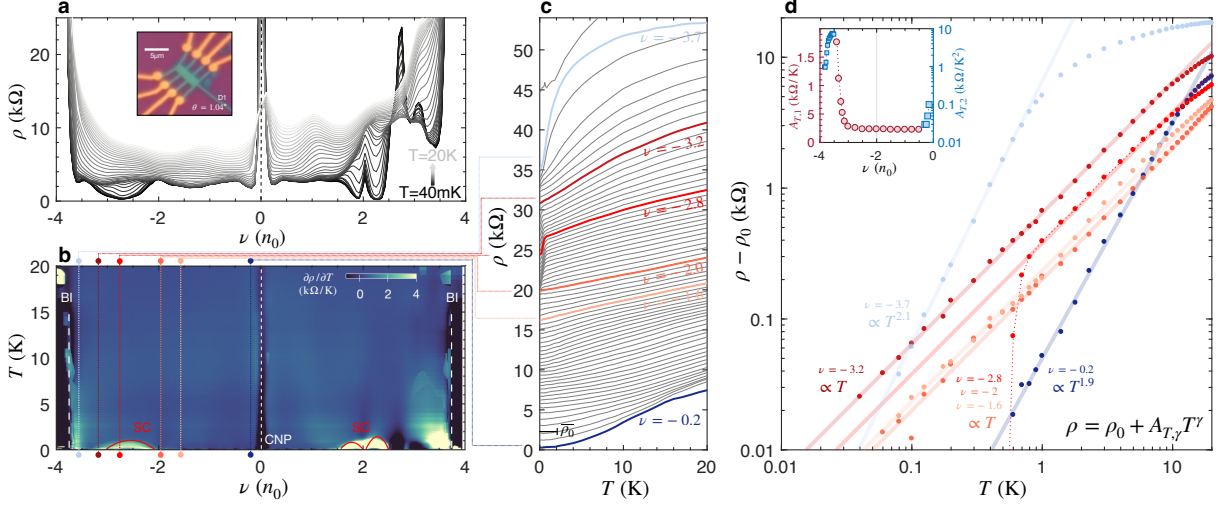 a
ρ (kΩ)
20
10
0
5μm
D1
θ = 1.04°
T=20K
T=40mK
-4
-2
0
2
4
ν (n₀)
b
T (K)
20
15
10
5
0
BI
BI
∂ρ/∂T
(kΩ/K)
0
4
SC
SC
CNP
-4
-2
0
2
4
ν (n₀)
c
ρ (kΩ)
50
45
40
35
30
25
20
15
10
5
0
ν = −3.7
ν = −3.2
ν = −2.8
ν = −2.0
ν = −0.2
ρ₀
0
10
20
T (K)
d
ρ − ρ₀ (kΩ)
10
1
0.1
0.01
A_T,1 (kΩ/K)
2
1.5
1
0.5
0
10
1
0.1
0.01
A_T,2 (kΩ/K²)
-4
-2
0
ν (n₀)
ν = −3.7
∝ T^2.1
ν = −3.2
∝ T
ν = −2.8
ν = −2
ν = −1.6
∝ T
ν = −0.2
∝ T^1.9
ρ = ρ₀ + A_T,γ T^γ
0.01
0.1
1
10
T (K)